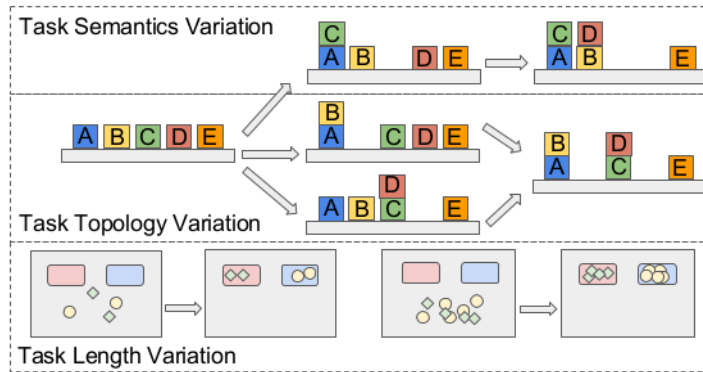 Task Semantics Variation
C
A B D E
C D
A B E
A B C D E
B
A C D E
D
A B C E
B D
A C E
Task Topology Variation
Task Length Variation